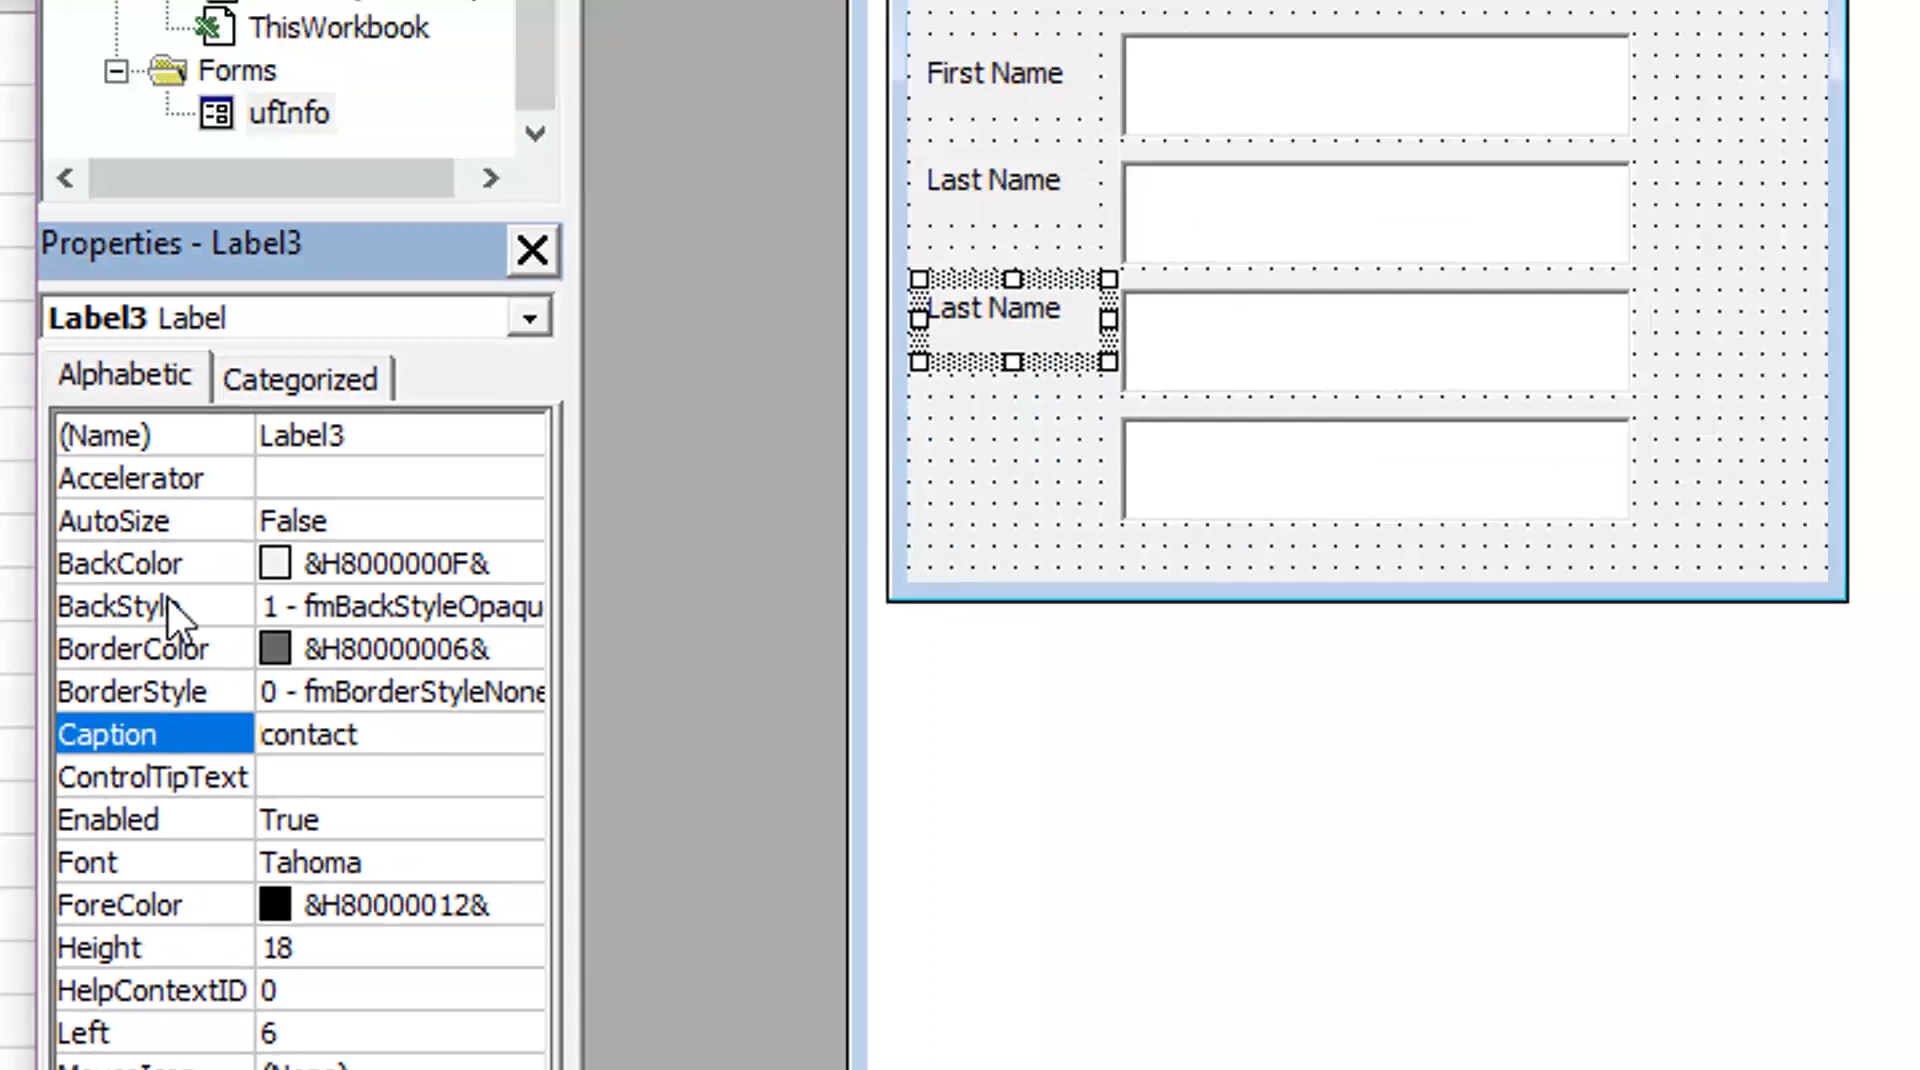 ThisWorkbook
Forms
ufInfo
Properties - Label3
Label3 Label
Alphabetic
Categorized
(Name) Label3
Accelerator
AutoSize False
BackColor &H8000000F&
BackStyle 1 - fmBackStyleOpaqu
BorderColor &H80000006&
BorderStyle 0 - fmBorderStyleNone
Caption contact
ControlTipText
Enabled True
Font Tahoma
ForeColor &H80000012&
Height 18
HelpContextID 0
Left 6
First Name
Last Name
Last Name